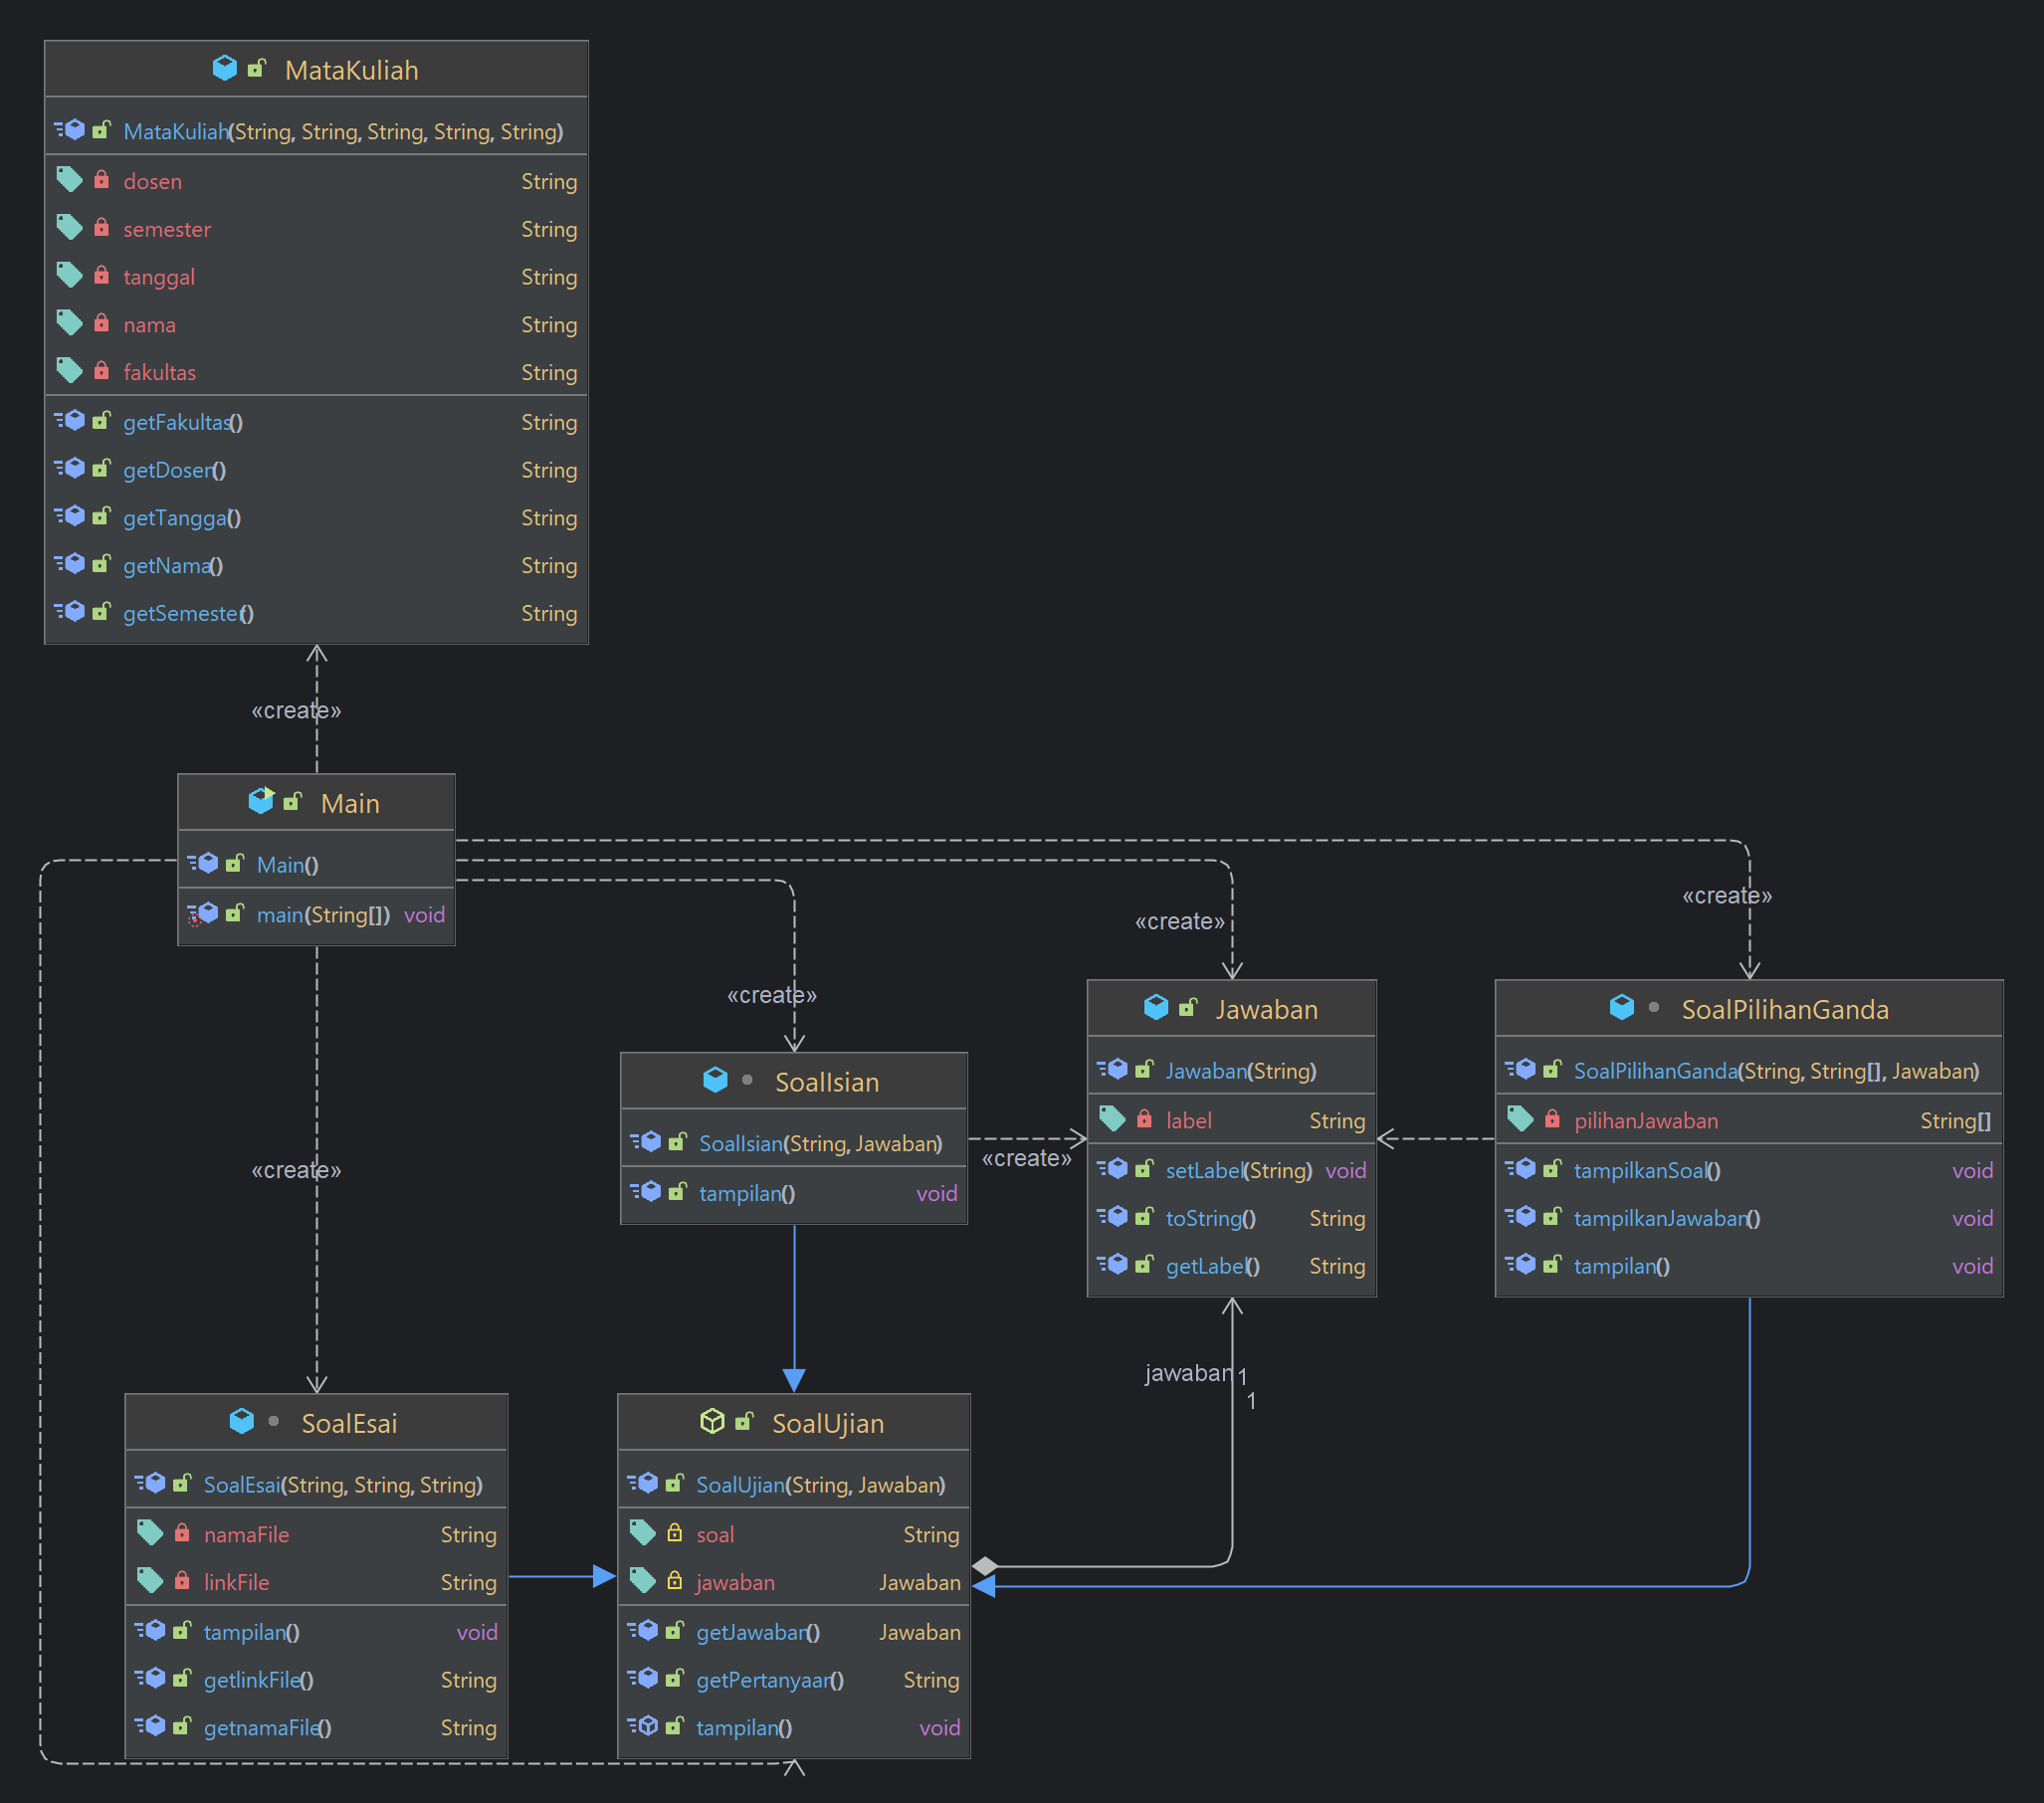 MataKuliah
MataKuliah(String, String, String, String, String)
dosen String
semester String
tanggal String
nama String
fakultas String
getFakultas() String
getDosen() String
getTanggal() String
getNama() String
getSemester() String
«create»
Main
Main()
main(String[]) void
«create»
«create»
«create»
«create»
SoalIsian
SoalIsian(String, Jawaban)
tampilan() void
«create»
Jawaban
Jawaban(String)
label String
setLabel(String) void
toString() String
getLabel() String
SoalPilihanGanda
SoalPilihanGanda(String, String[], Jawaban)
pilihanJawaban String[]
tampilkanSoal() void
tampilkanJawaban() void
tampilan() void
jawaban 1
1
SoalEsai
SoalEsai(String, String, String)
namaFile String
linkFile String
tampilan() void
getlinkFile() String
getnamaFile() String
SoalUjian
SoalUjian(String, Jawaban)
soal String
jawaban Jawaban
getJawaban() Jawaban
getPertanyaan() String
tampilan() void